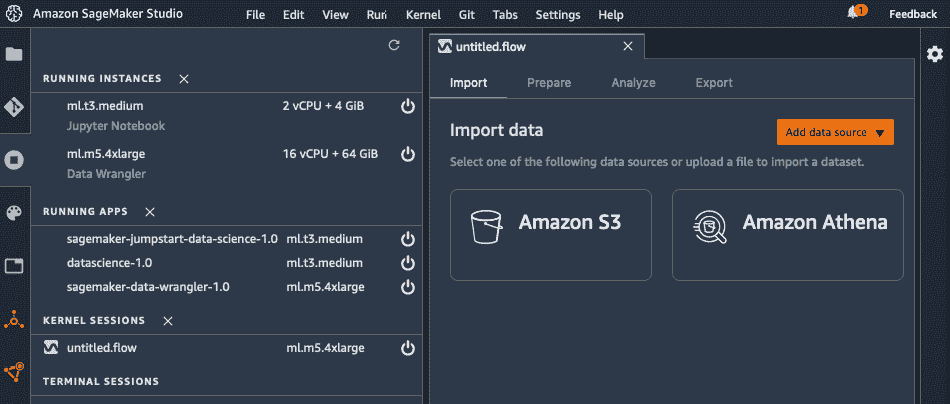 Amazon SageMaker Studio File Edit View Run Kernel Git Tabs Settings Help 1 Feedback
RUNNING INSTANCES
ml.t3.medium 2 vCPU + 4 GiB
Jupyter Notebook
ml.m5.4xlarge 16 vCPU + 64 GiB
Data Wrangler
RUNNING APPS
sagemaker-jumpstart-data-science-1.0 ml.t3.medium
datascience-1.0 ml.t3.medium
sagemaker-data-wrangler-1.0 ml.m5.4xlarge
KERNEL SESSIONS
untitled.flow ml.m5.4xlarge
TERMINAL SESSIONS
untitled.flow
Import Prepare Analyze Export
Import data
Add data source
Select one of the following data sources or upload a file to import a dataset.
Amazon S3
Amazon Athena